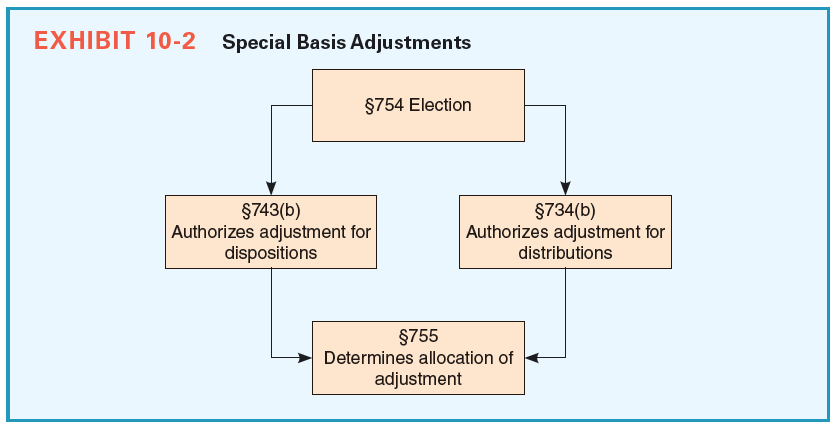 EXHIBIT 10-2 Special Basis Adjustments
§754 Election
§743(b)
Authorizes adjustment for
dispositions
§734(b)
Authorizes adjustment for
distributions
§755
Determines allocation of
adjustment